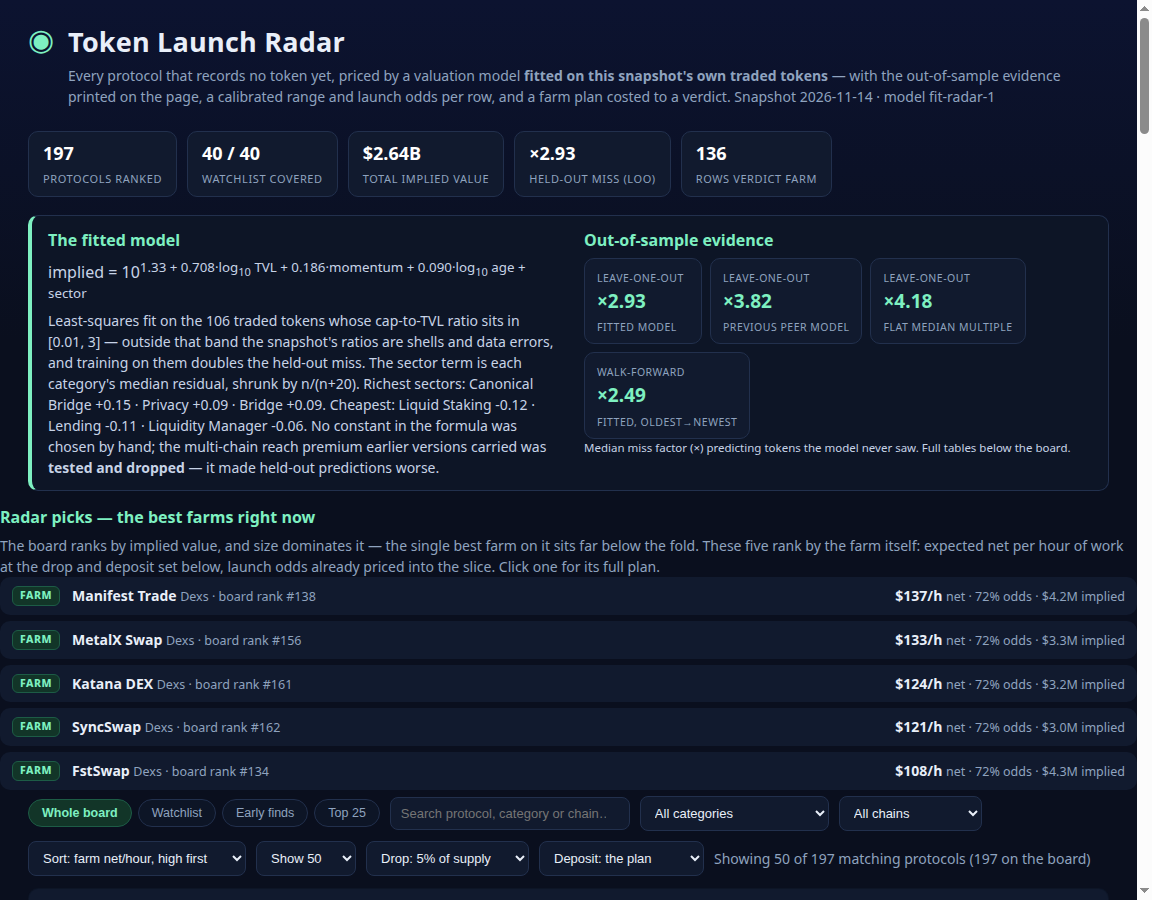 Token Launch Radar
Every protocol that records no token yet, priced by a valuation model fitted on this snapshot's own traded tokens — with the out-of-sample evidence
printed on the page, a calibrated range and launch odds per row, and a farm plan costed to a verdict. Snapshot 2026-11-14 · model fit-radar-1
197
PROTOCOLS RANKED
40 / 40
WATCHLIST COVERED
$2.64B
TOTAL IMPLIED VALUE
×2.93
HELD-OUT MISS (LOO)
136
ROWS VERDICT FARM
The fitted model
implied = 10^1.33 + 0.708·log₁₀ TVL + 0.186·momentum + 0.090·log₁₀ age +
sector
Least-squares fit on the 106 traded tokens whose cap-to-TVL ratio sits in
[0.01, 3] — outside that band the snapshot's ratios are shells and data errors,
and training on them doubles the held-out miss. The sector term is each
category's median residual, shrunk by n/(n+20). Richest sectors: Canonical
Bridge +0.15 · Privacy +0.09 · Bridge +0.09. Cheapest: Liquid Staking -0.12 ·
Lending -0.11 · Liquidity Manager -0.06. No constant in the formula was
chosen by hand; the multi-chain reach premium earlier versions carried was
tested and dropped — it made held-out predictions worse.
Out-of-sample evidence
LEAVE-ONE-OUT
×2.93
FITTED MODEL
LEAVE-ONE-OUT
×3.82
PREVIOUS PEER MODEL
LEAVE-ONE-OUT
×4.18
FLAT MEDIAN MULTIPLE
WALK-FORWARD
×2.49
FITTED, OLDEST→NEWEST
Median miss factor (×) predicting tokens the model never saw. Full tables below the board.
Radar picks — the best farms right now
The board ranks by implied value, and size dominates it — the single best farm on it sits far below the fold. These five rank by the farm itself: expected net per hour of work
at the drop and deposit set below, launch odds already priced into the slice. Click one for its full plan.
FARM Manifest Trade Dexs · board rank #138 $137/h net · 72% odds · $4.2M implied
FARM MetalX Swap Dexs · board rank #156 $133/h net · 72% odds · $3.3M implied
FARM Katana DEX Dexs · board rank #161 $124/h net · 72% odds · $3.2M implied
FARM SyncSwap Dexs · board rank #162 $121/h net · 72% odds · $3.0M implied
FARM FstSwap Dexs · board rank #134 $108/h net · 72% odds · $4.3M implied
Whole board Watchlist Early finds Top 25 Search protocol, category or chain.. All categories All chains
Sort: farm net/hour, high first Show 50 Drop: 5% of supply Deposit: the plan Showing 50 of 197 matching protocols (197 on the board)